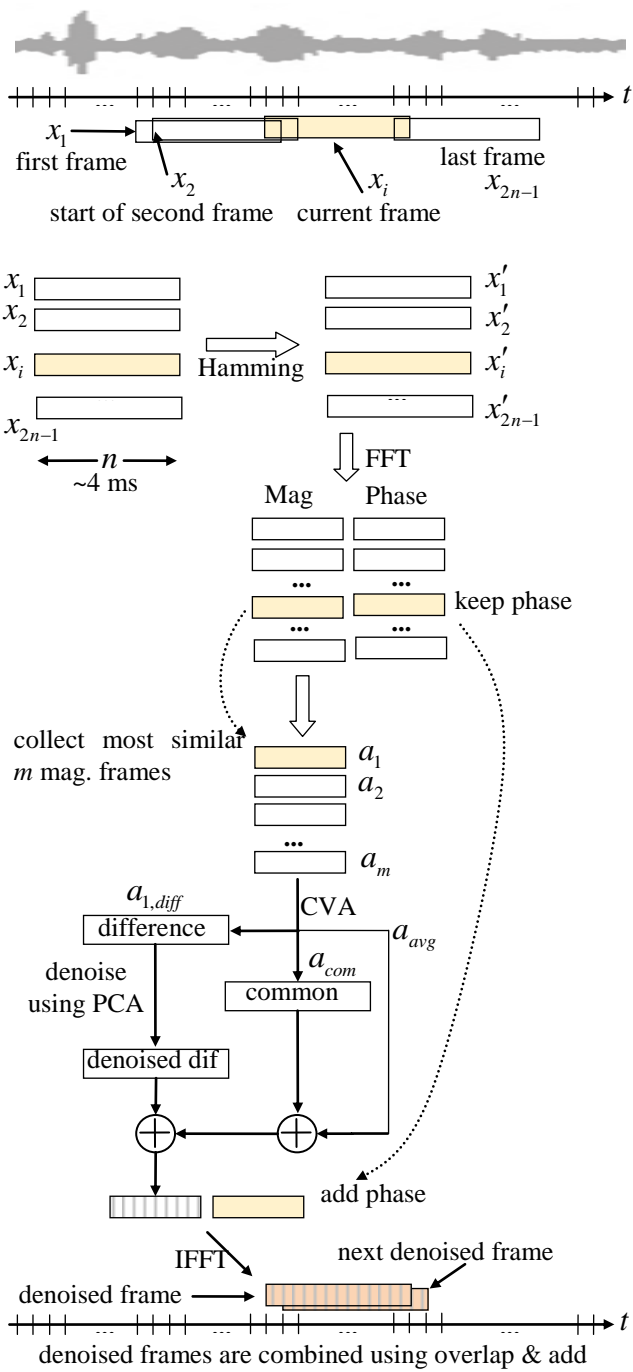 t
...
...
...
x₁
first frame
x₂
start of second frame
xᵢ
current frame
last frame
x₂ₙ₋₁
x₁
x₂
xᵢ
x₂ₙ₋₁
Hamming
x′₁
x′₂
x′ᵢ
...
x′₂ₙ₋₁
n
~4 ms
FFT
Mag Phase
... ...
keep phase
... ...
collect most similar
m mag. frames
a₁
a₂
...
aₘ
CVA
a₁,diff
difference
a_avg
a_com
common
denoise
using PCA
denoised dif
add phase
IFFT
next denoised frame
denoised frame
t
...
...
...
denoised frames are combined using overlap & add